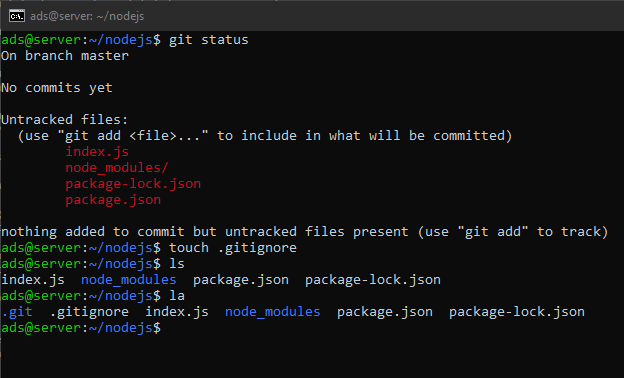 ads@server: ~/nodejs
ads@server:~/nodejs$ git status
On branch master
No commits yet
Untracked files:
  (use "git add <file>..." to include in what will be committed)
        index.js
        node_modules/
        package-lock.json
        package.json
nothing added to commit but untracked files present (use "git add" to track)
ads@server:~/nodejs$ touch .gitignore
ads@server:~/nodejs$ ls
index.js  node_modules  package.json  package-lock.json
ads@server:~/nodejs$ la
.git  .gitignore  index.js  node_modules  package.json  package-lock.json
ads@server:~/nodejs$